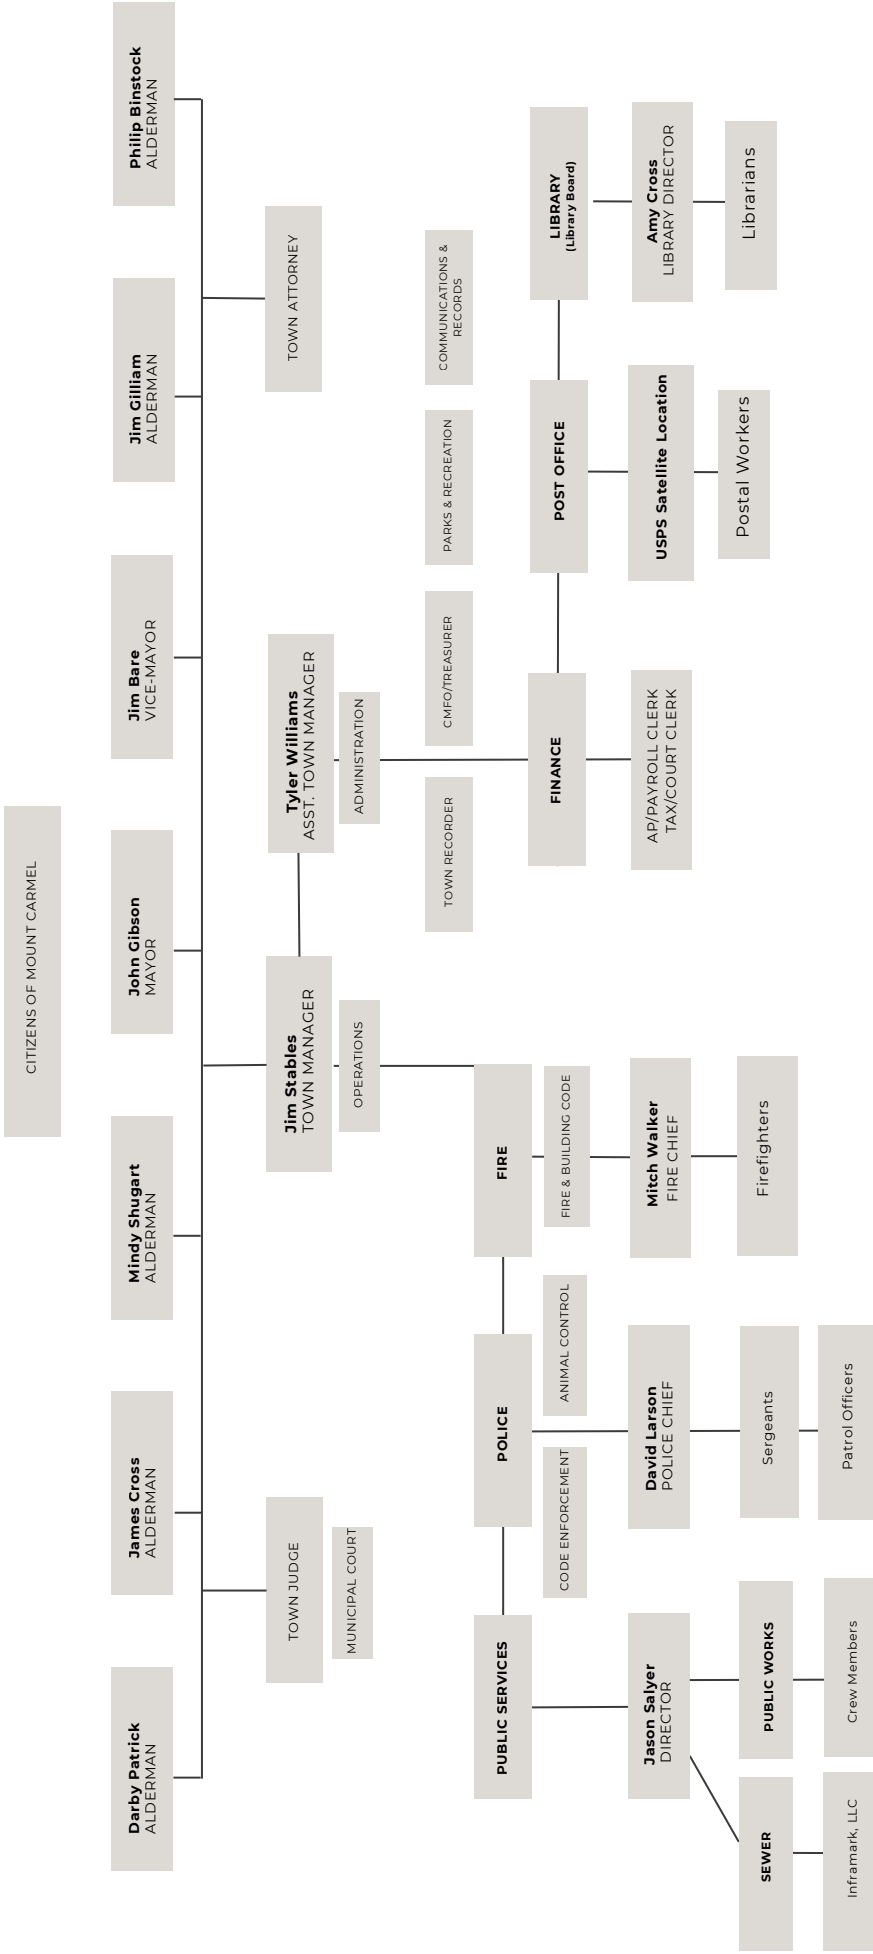 CITIZENS OF MOUNT CARMEL
Darby Patrick
ALDERMAN
James Cross
ALDERMAN
Mindy Shugart
ALDERMAN
John Gibson
MAYOR
Jim Bare
VICE-MAYOR
Jim Gilliam
ALDERMAN
Philip Binstock
ALDERMAN
TOWN JUDGE
MUNICIPAL COURT
Jim Stables
TOWN MANAGER
OPERATIONS
Tyler Williams
ASST. TOWN MANAGER
ADMINISTRATION
TOWN ATTORNEY
TOWN RECORDER
CMFO/TREASURER
PARKS & RECREATION
COMMUNICATIONS &
RECORDS
PUBLIC SERVICES
POLICE
FIRE
FINANCE
POST OFFICE
LIBRARY
(Library Board)
CODE ENFORCEMENT
ANIMAL CONTROL
FIRE & BUILDING CODE
Jason Salyer
DIRECTOR
David Larson
POLICE CHIEF
Mitch Walker
FIRE CHIEF
AP/PAYROLL CLERK
TAX/COURT CLERK
USPS Satellite Location
Amy Cross
LIBRARY DIRECTOR
SEWER
PUBLIC WORKS
Sergeants
Firefighters
Postal Workers
Librarians
Inframark, LLC
Crew Members
Patrol Officers